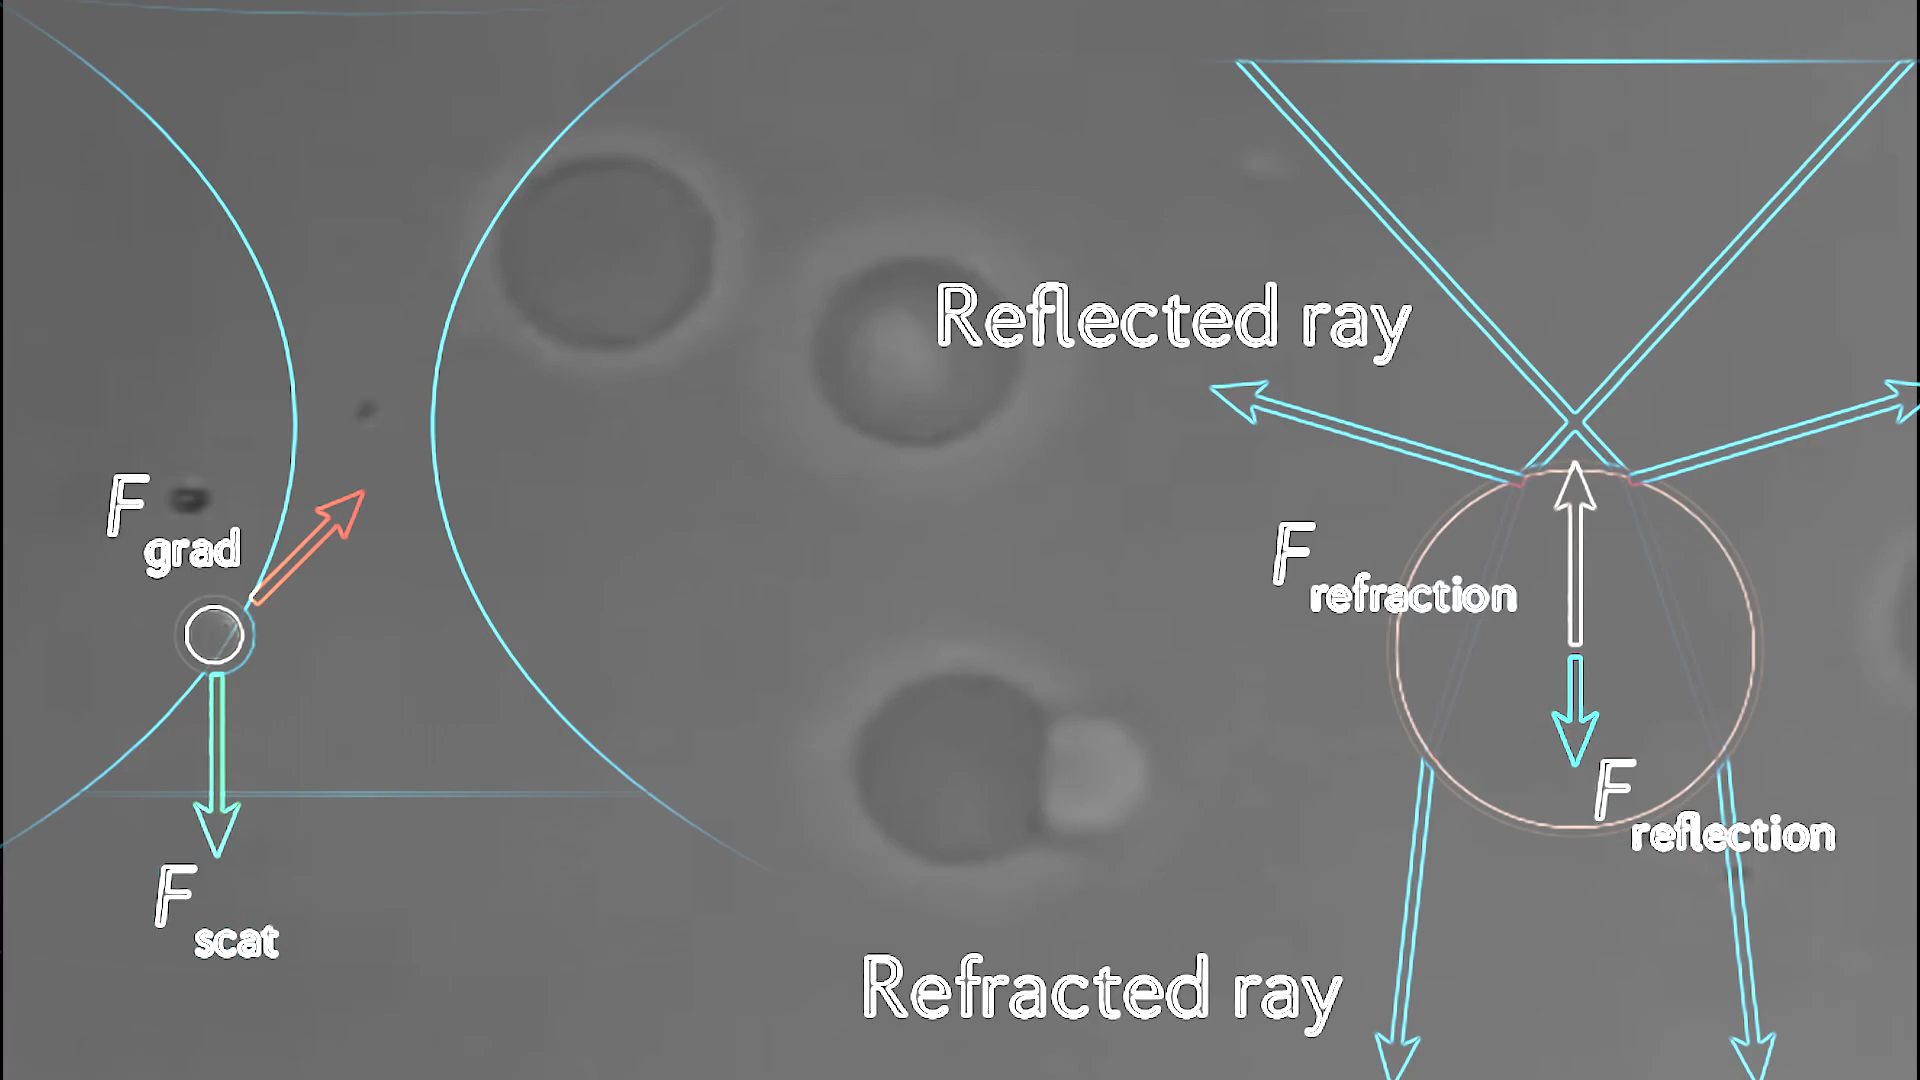 Reflected ray
F grad
F refraction
F reflection
F scat
Refracted ray